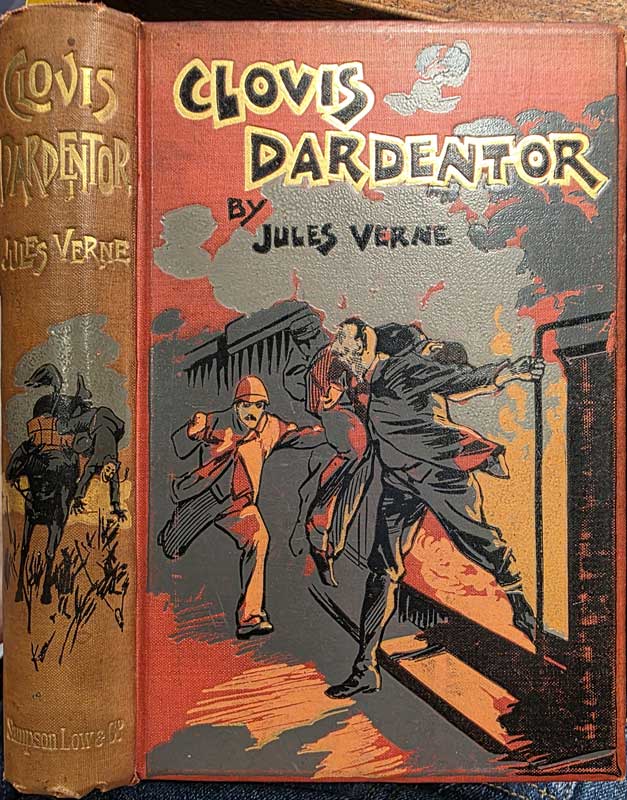 CLOVIS
DARDENTOR
JULES VERNE
Sampson Low & Co
CLOVIS
DARDENTOR
BY
JULES VERNE